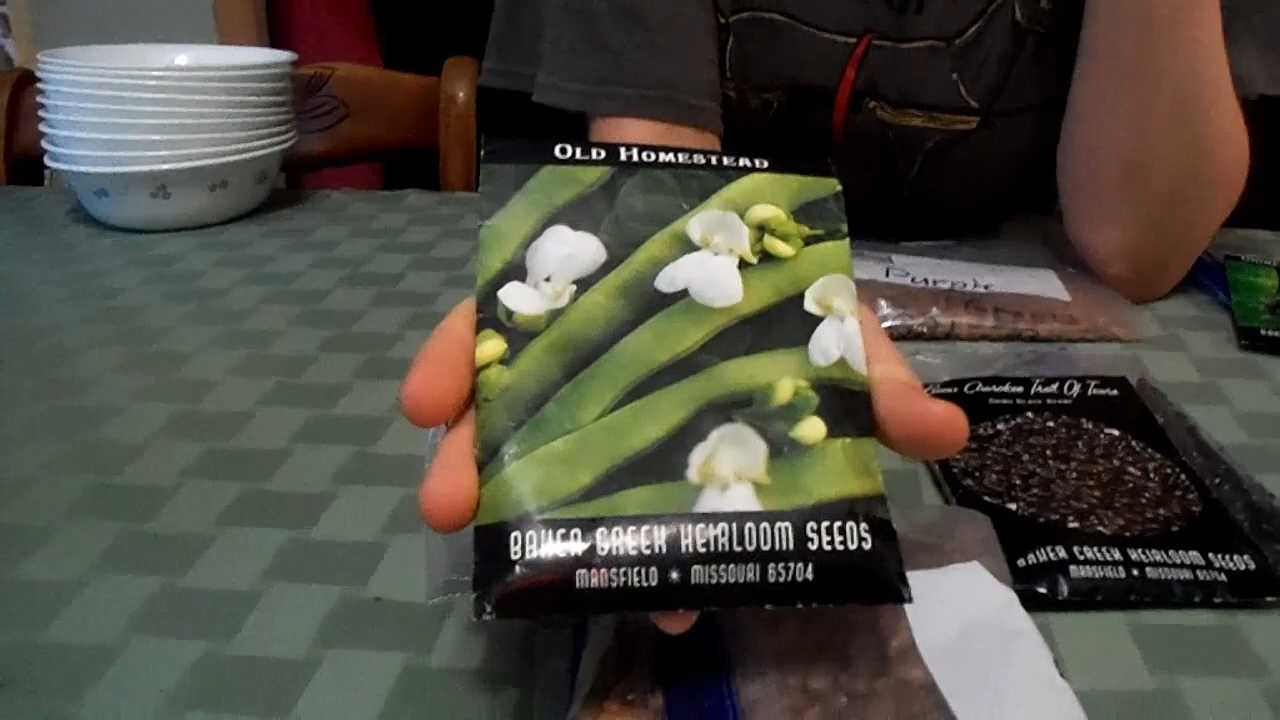 OLD HOMESTEAD
BAKER CREEK HEIRLOOM SEEDS
MANSFIELD * MISSOURI 65704
Purple
Cherokee Trail Of Tears
BAKER CREEK HEIRLOOM SEEDS
MANSFIELD * MISSOURI 65704